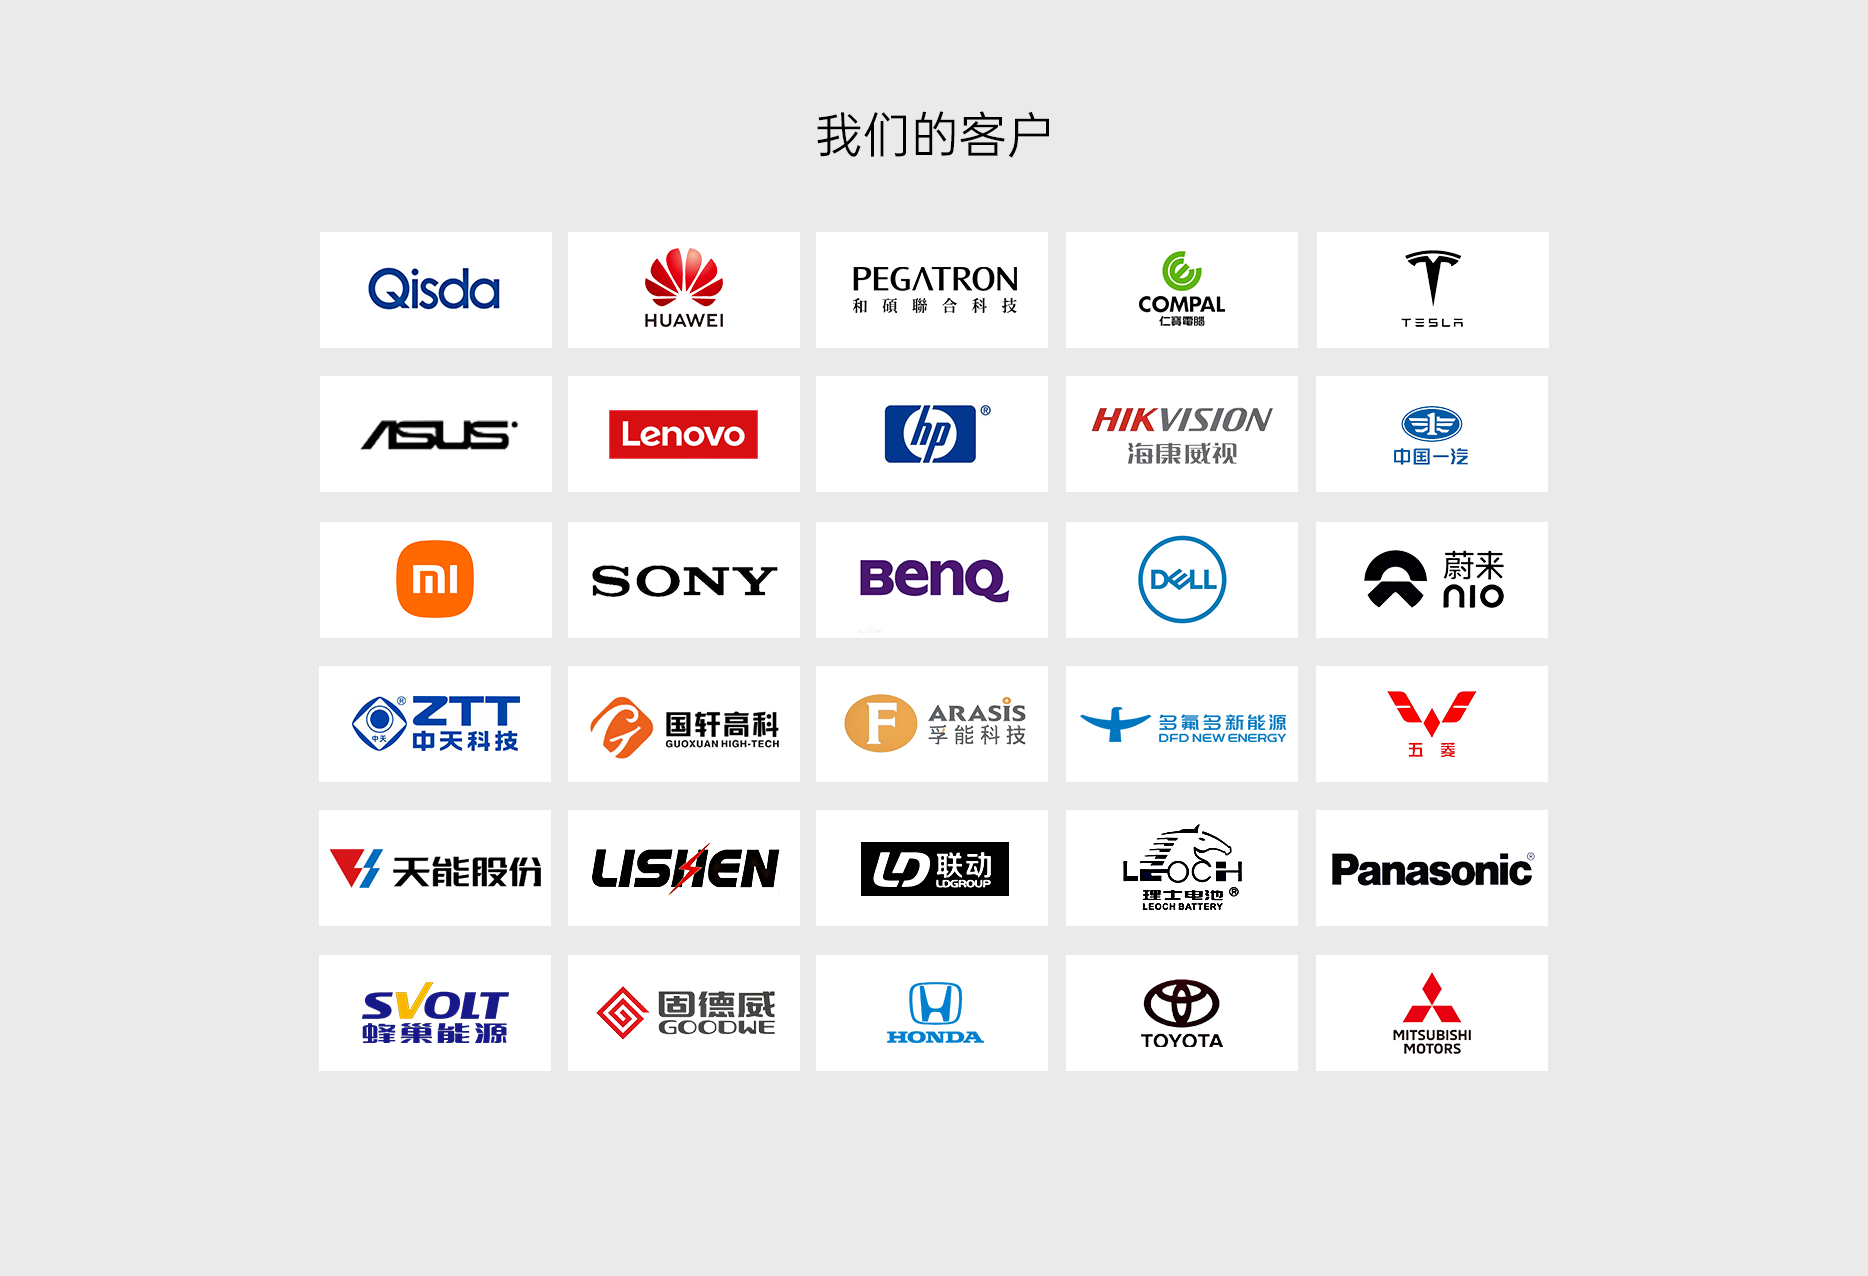 我们的客户
Qisda
HUAWEI
PEGATRON
和碩聯合科技
COMPAL
仁寶電腦
TESLA
ASUS
Lenovo
hp®
HIKVISION
海康威视
中国一汽
mi
SONY
BenQ
DELL
蔚来
NIO
®
ZTT
中天
中天科技
国轩高科
GUOXUAN HIGH-TECH
F
ARASIS
孚能科技
多氟多新能源
DFD NEW ENERGY
五菱
天能股份
LISHEN
LD
联动
LDGROUP
LEOCH
理士电池®
LEOCH BATTERY
Panasonic®
SVOLT
蜂巢能源
固德威
GOODWE
HONDA
TOYOTA
MITSUBISHI
MOTORS